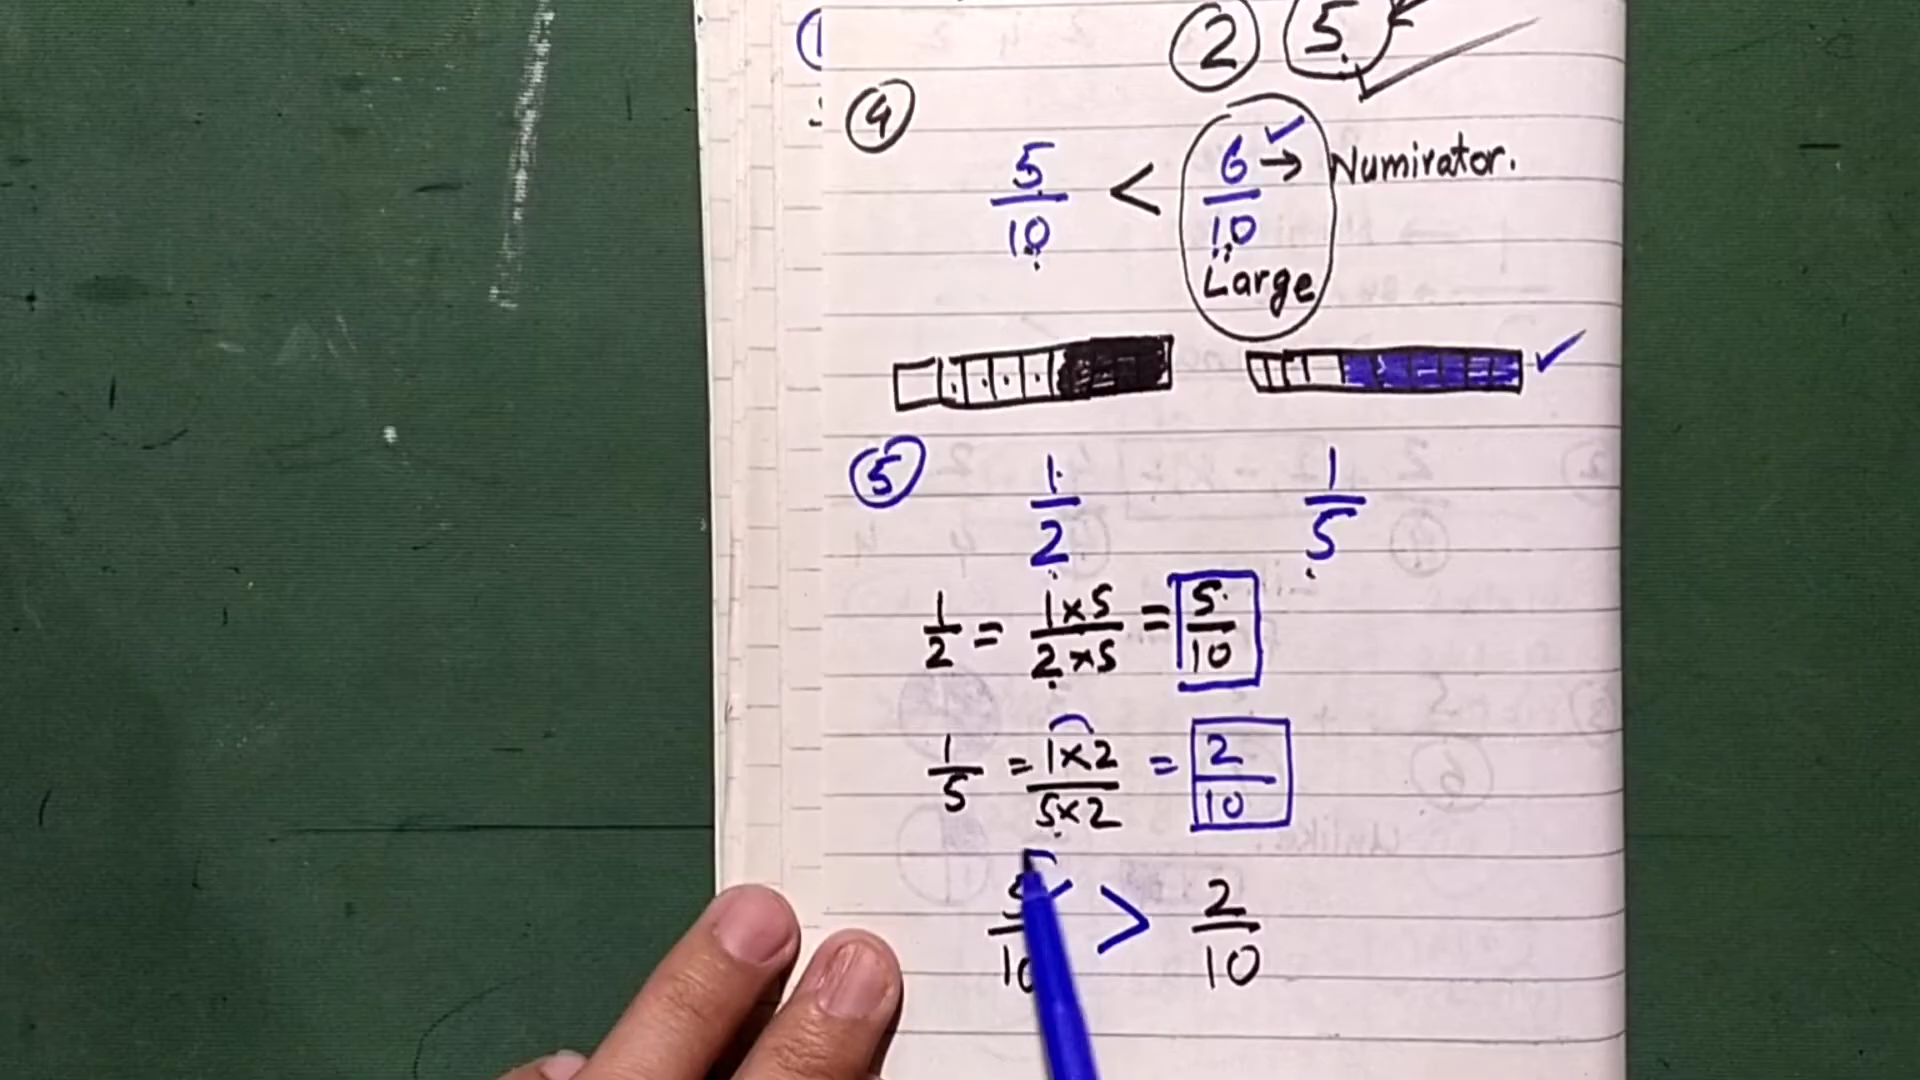 ② 5
④
5/10 < 6/10 → Numirator.
Large
⑤ 1/2 1/5
1/2 = 1×5/2×5 = 5/10
1/5 = 1×2/5×2 = 2/10
/10 > 2/10